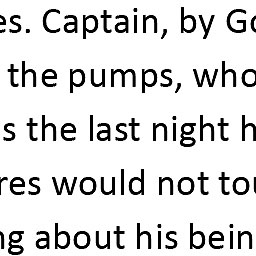 es. Captain, by Go
the pumps, who
s the last night h
res would not tou
ng about his bein